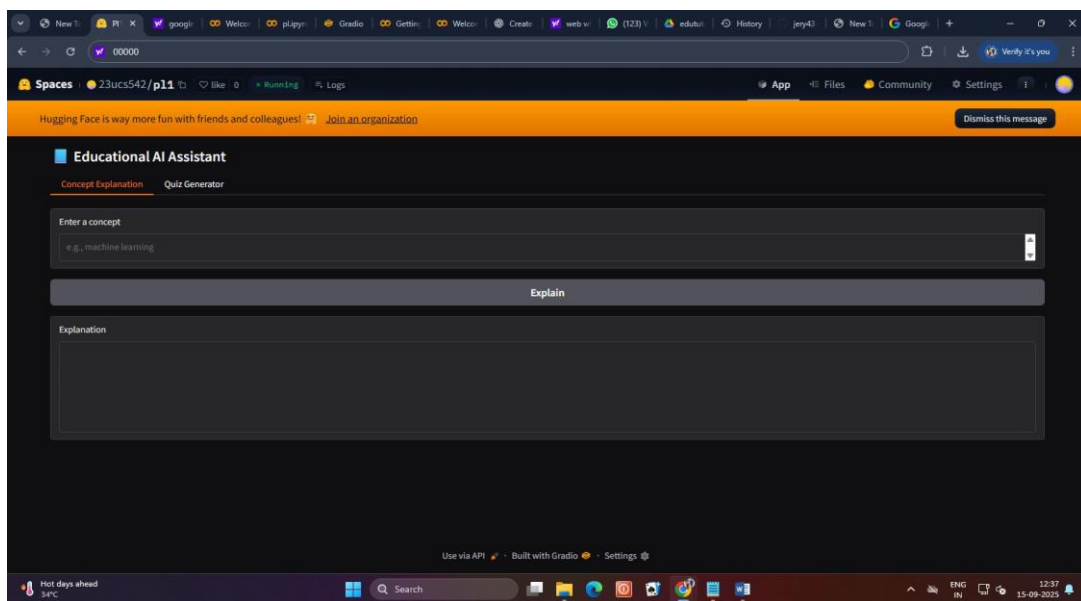 New T
Pl
googl
Welco
pl.ipyn
Gradio
Getting
Welco
Create
web w
(123) V
edutut
History
jery43
New T
Googl
00000
Verify it's you
Spaces
23ucs542/pl1
like 0
Running
Logs
App
Files
Community
Settings
Hugging Face is way more fun with friends and colleagues! Join an organization
Dismiss this message
Educational AI Assistant
Concept Explanation Quiz Generator
Enter a concept
e.g., machine learning
Explain
Explanation
Use via API · Built with Gradio · Settings
Hot days ahead
34°C
Search
ENG
IN
12:37
15-09-2025